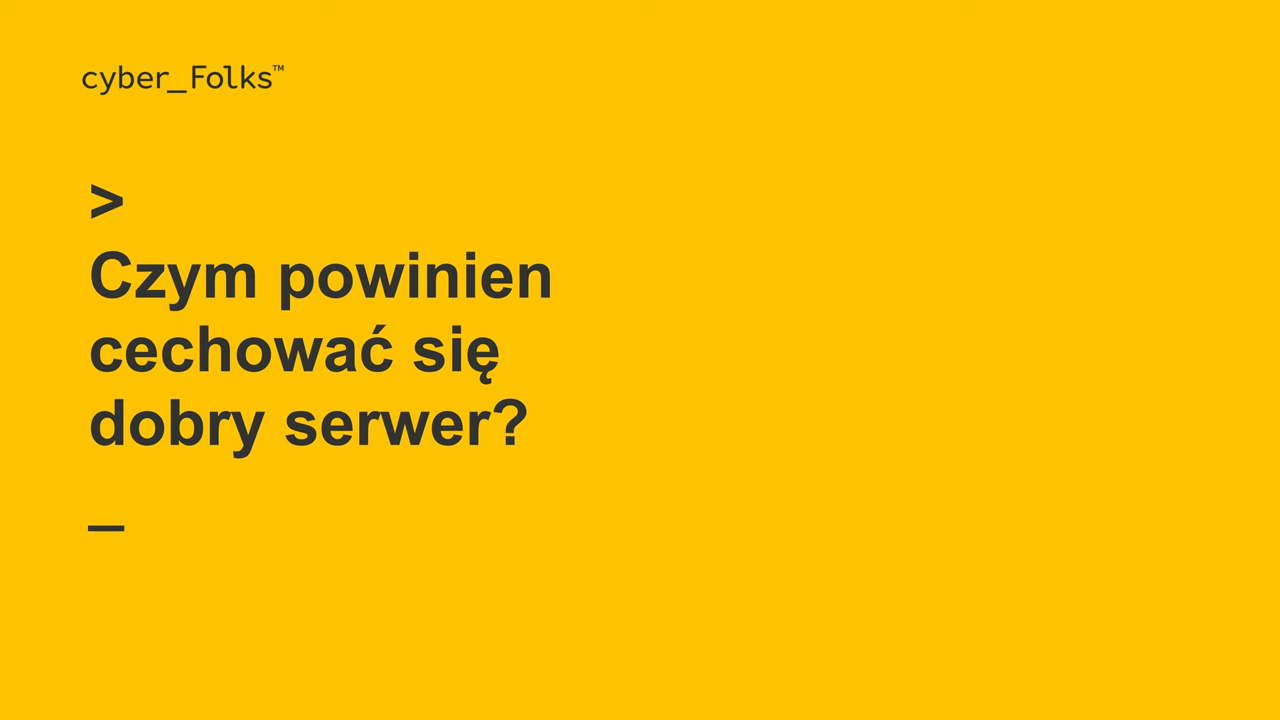 cyber_Folks™
>
Czym powinien
cechować się
dobry serwer?
_